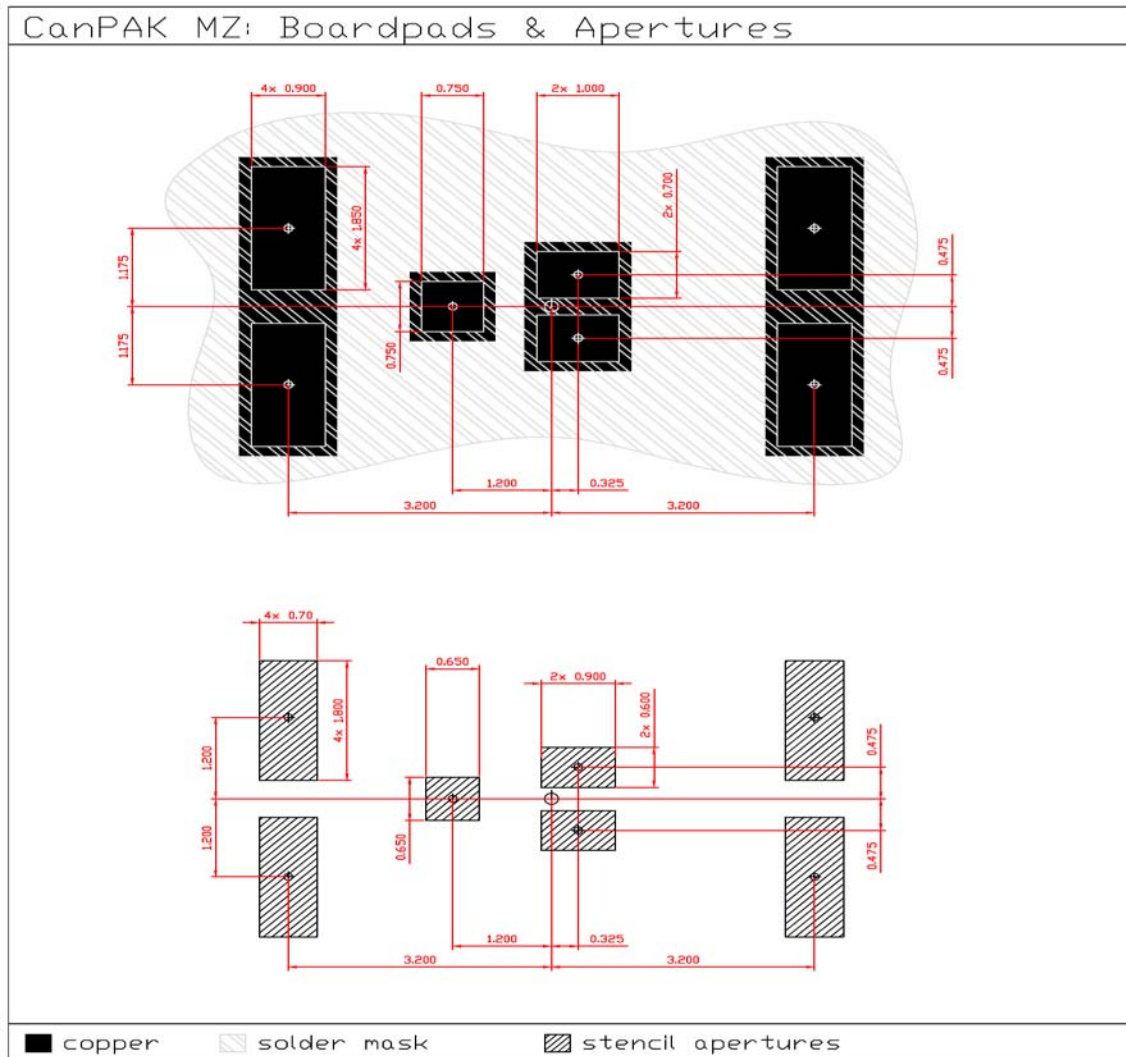 CanPAK MZ: Boardpads & Apertures
4x 0.900
0.750
2x 1.000
2x 0.700
4x 1.850
1.175
0.475
1.175
0.750
0.475
1.200
0.325
3.200
3.200
4x 0.70
0.650
2x 0.900
2x 0.600
4x 1.800
1.200
0.475
1.200
0.650
0.475
1.200
0.325
3.200
3.200
copper
solder mask
stencil apertures